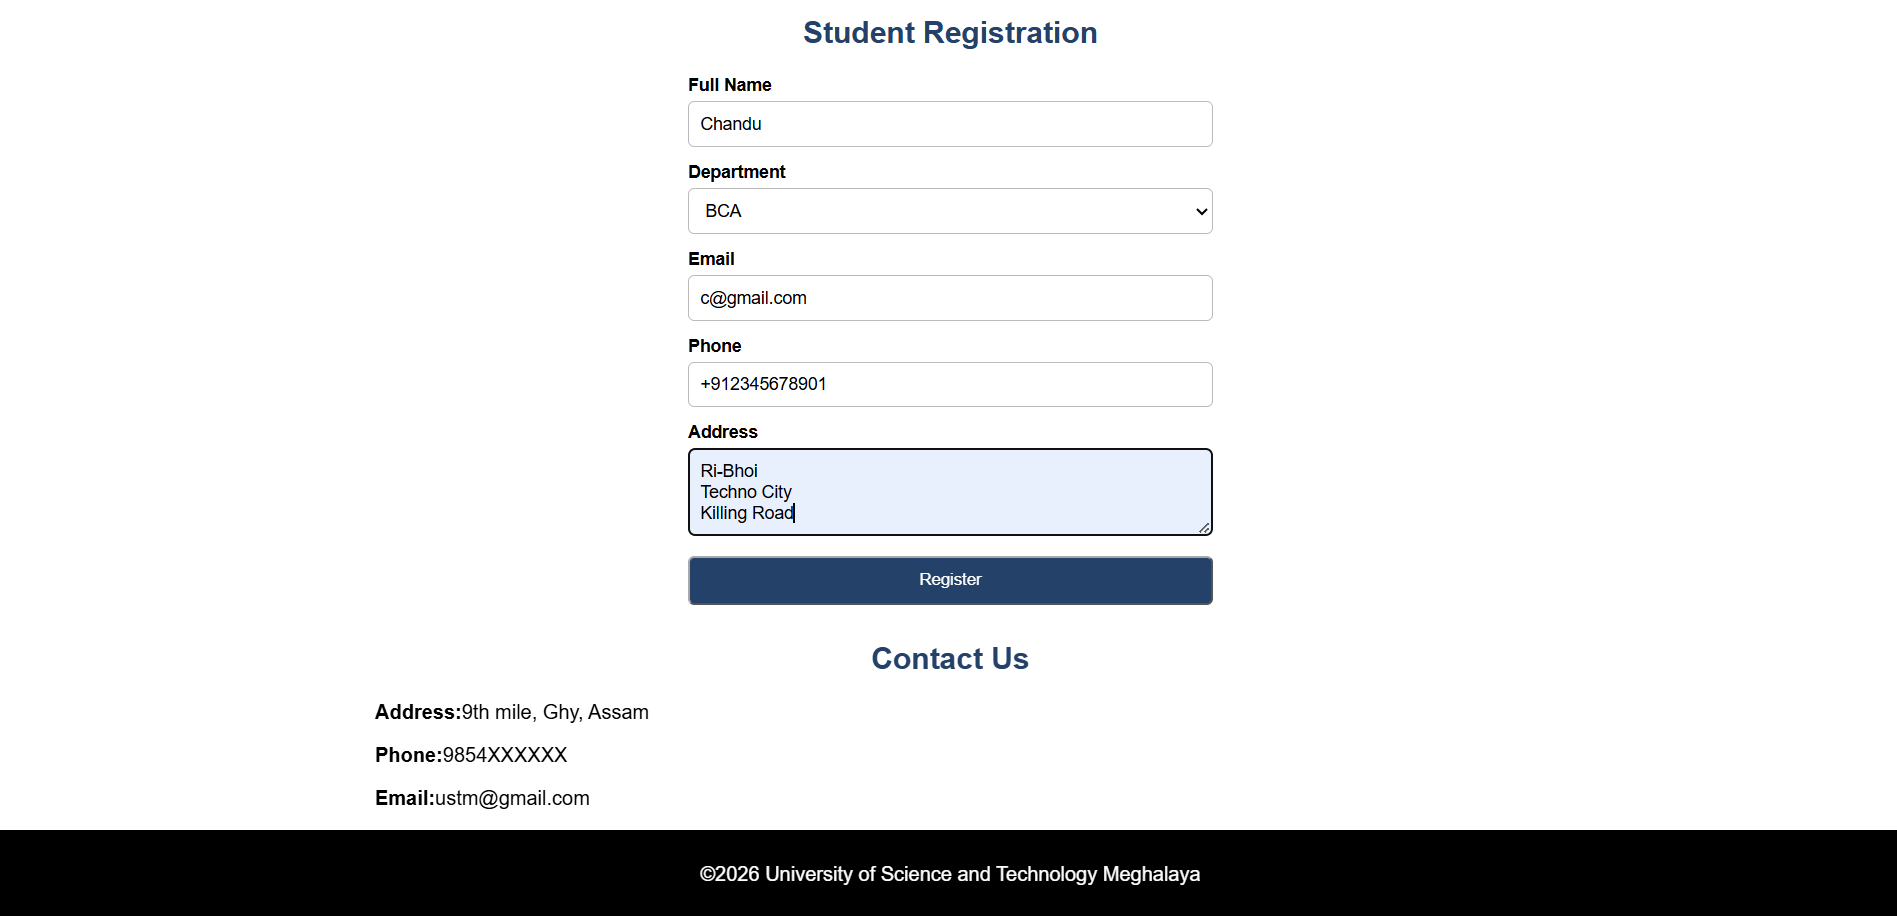 Student Registration
Full Name
Chandu
Department
BCA
Email
c@gmail.com
Phone
+912345678901
Address
Ri-Bhoi
Techno City
Killing Road
Register
Contact Us
Address:9th mile, Ghy, Assam
Phone:9854XXXXXX
Email:ustm@gmail.com
©2026 University of Science and Technology Meghalaya